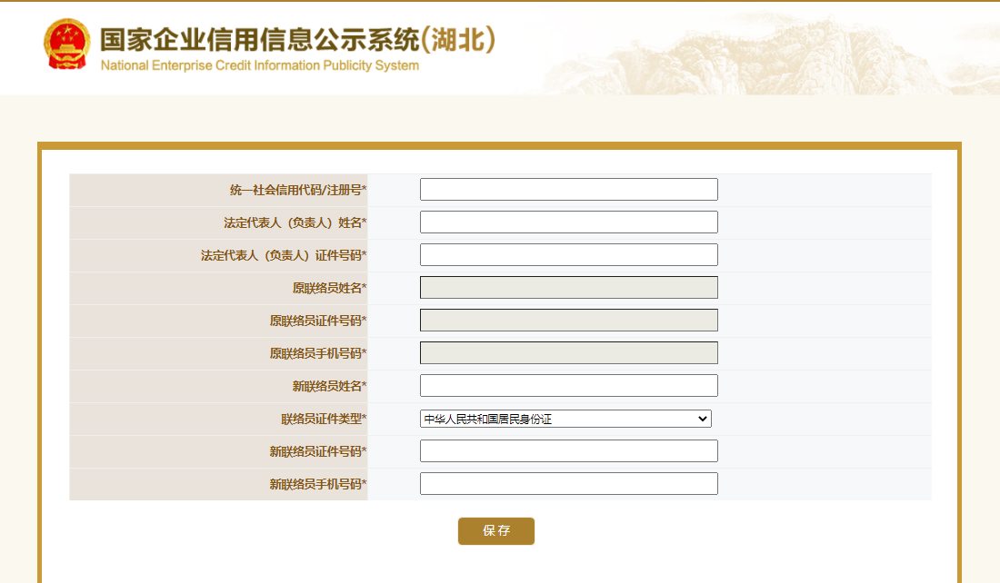 国家企业信用信息公示系统(湖北)
National Enterprise Credit Information Publicity System
统一社会信用代码/注册号*
法定代表人（负责人）姓名*
法定代表人（负责人）证件号码*
原联络员姓名*
原联络员证件号码*
原联络员手机号码*
新联络员姓名*
联络员证件类型* 中华人民共和国居民身份证
新联络员证件号码*
新联络员手机号码*
保存